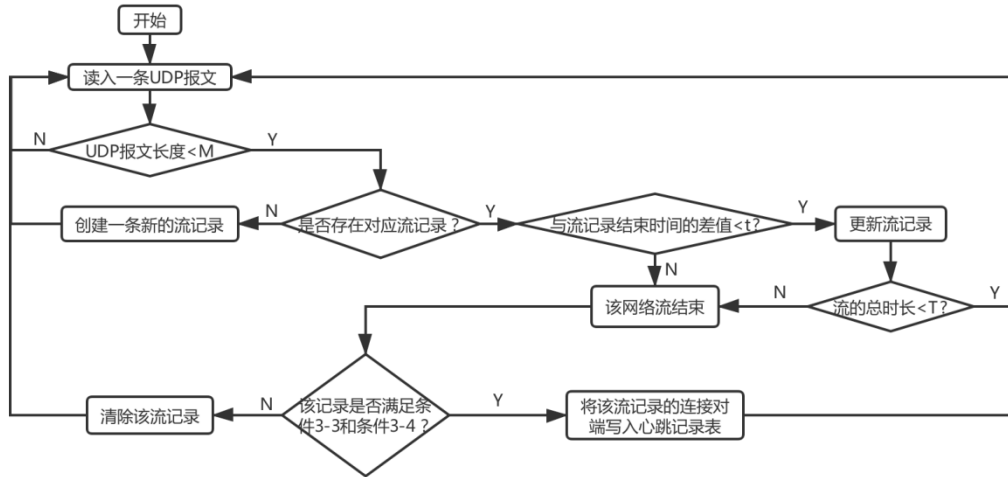 开始
读入一条UDP报文
N
Y
UDP报文长度<M
创建一条新的流记录
N
是否存在对应流记录？
Y
与流记录结束时间的差值<t?
Y
更新流记录
N
该网络流结束
N
流的总时长<T?
Y
清除该流记录
N
该记录是否满足条
件3-3和条件3-4？
Y
将该流记录的连接对
端写入心跳记录表